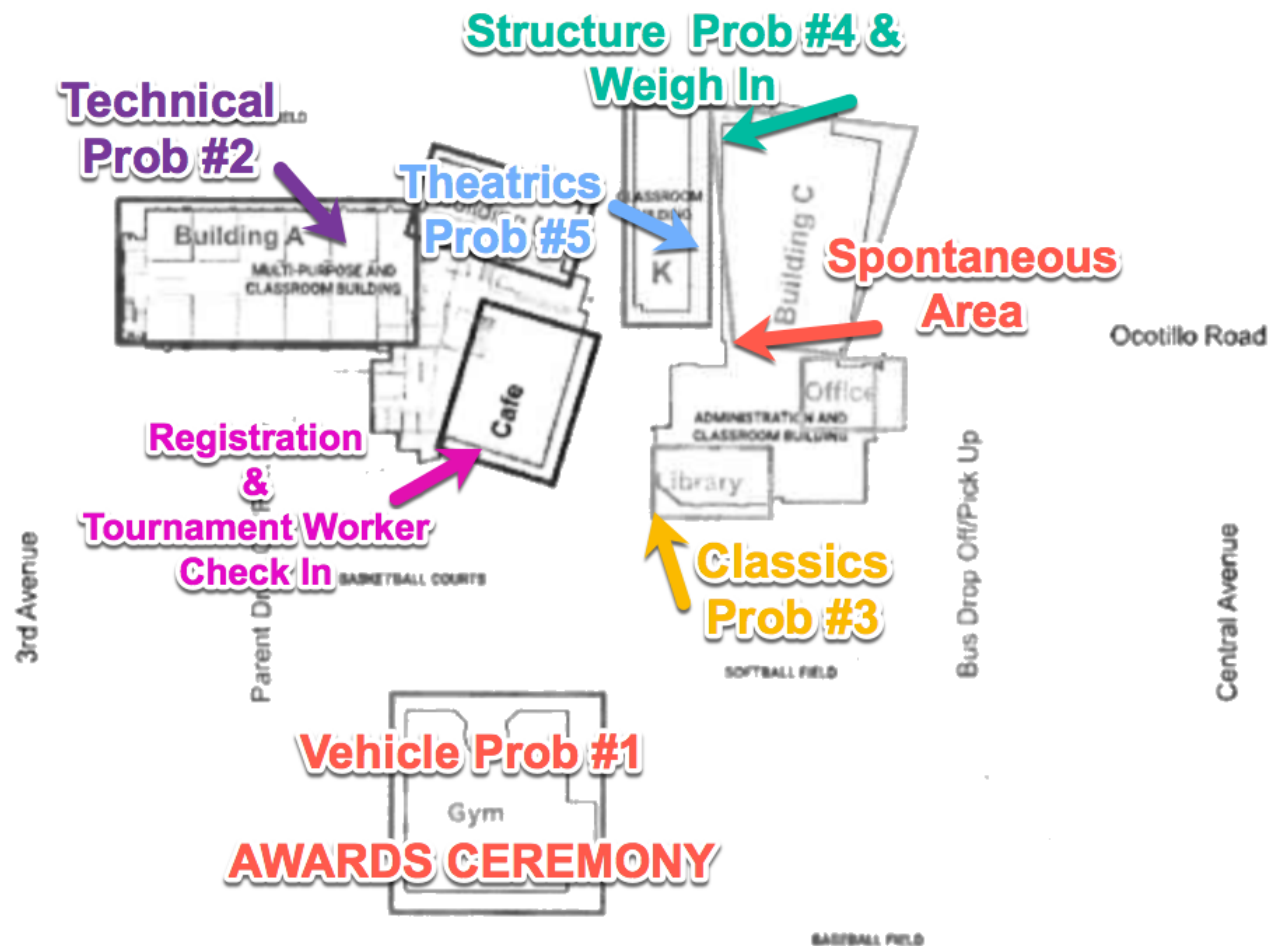 Structure Prob #4 &
Weigh In
Technical
Prob #2
Theatrics
Prob #5
CLASSROOM
BUILDING
K
Building A
MULTI-PURPOSE AND
CLASSROOM BUILDING
Building C
Spontaneous
Area
Ocotillo Road
Cafe
Office
ADMINISTRATION AND
CLASSROOM BUILDING
Library
Registration
&
Tournament Worker
Check In
BASKETBALL COURTS
Classics
Prob #3
3rd Avenue
Parent
Bus Drop Off/Pick Up
Central Avenue
SOFTBALL FIELD
Vehicle Prob #1
Gym
AWARDS CEREMONY
BASEBALL FIELD